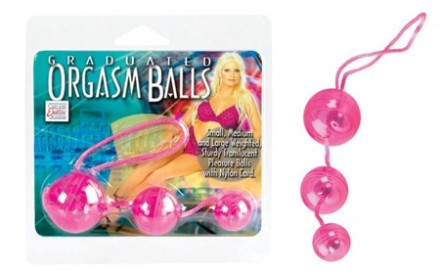 GRADUATED
ORGASM BALLS
Small, Medium
and Large Weighted,
Sturdy Translucent
Pleasure Balls
with Nylon Cord.